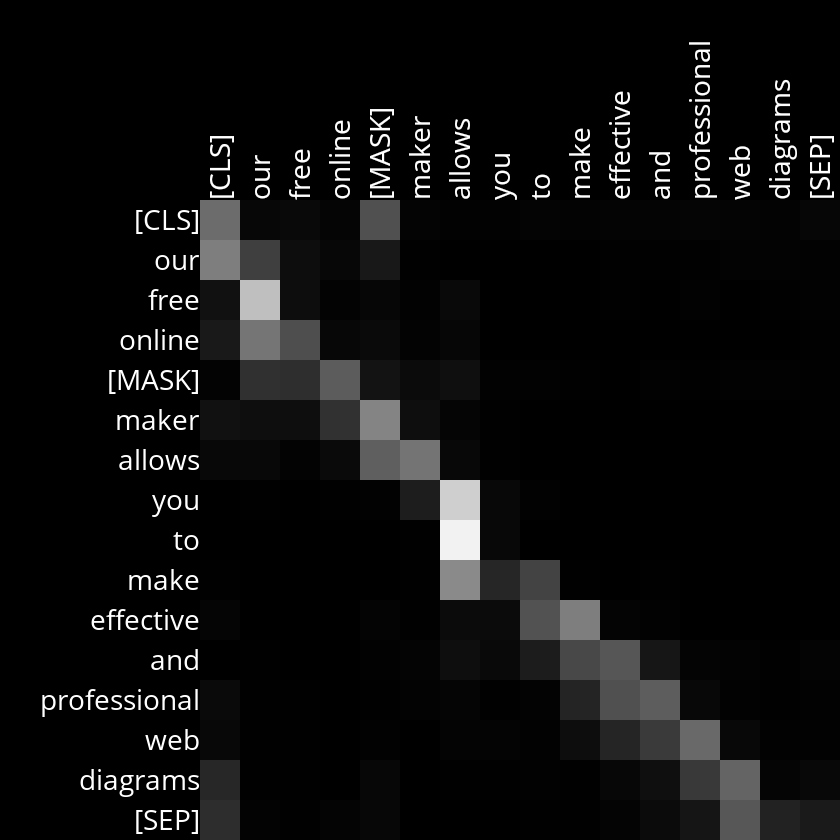 [CLS]
our
free
online
[MASK]
maker
allows
you
to
make
effective
and
professional
web
diagrams
[SEP]
[CLS]
our
free
online
[MASK]
maker
allows
you
to
make
effective
and
professional
web
diagrams
[SEP]